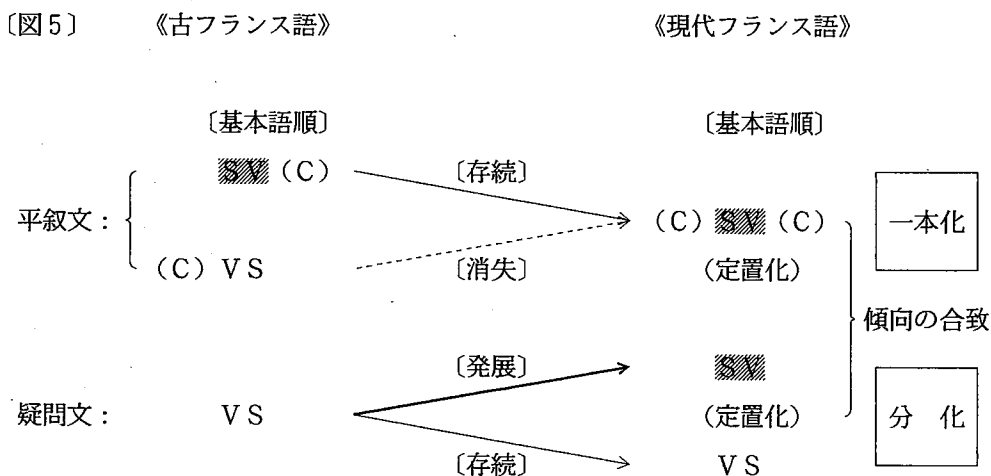 〔図5〕 《古フランス語》 《現代フランス語》
〔基本語順〕 〔基本語順〕
SV(C) 〔存続〕
平叙文: (C)SV(C) 一本化
(C)VS 〔消失〕 (定置化)
傾向の合致
〔発展〕 SV
疑問文: VS (定置化) 分 化
〔存続〕 VS